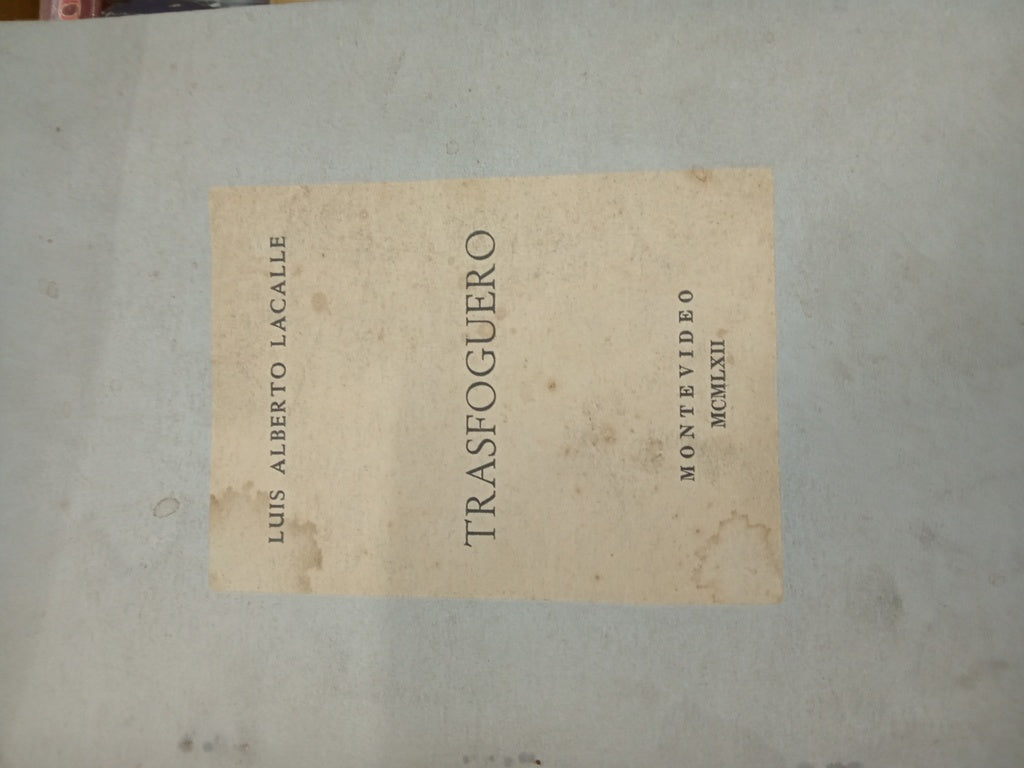 LUIS ALBERTO LACALLE
TRASFOGUERO
MONTEVIDEO
MCMLXII